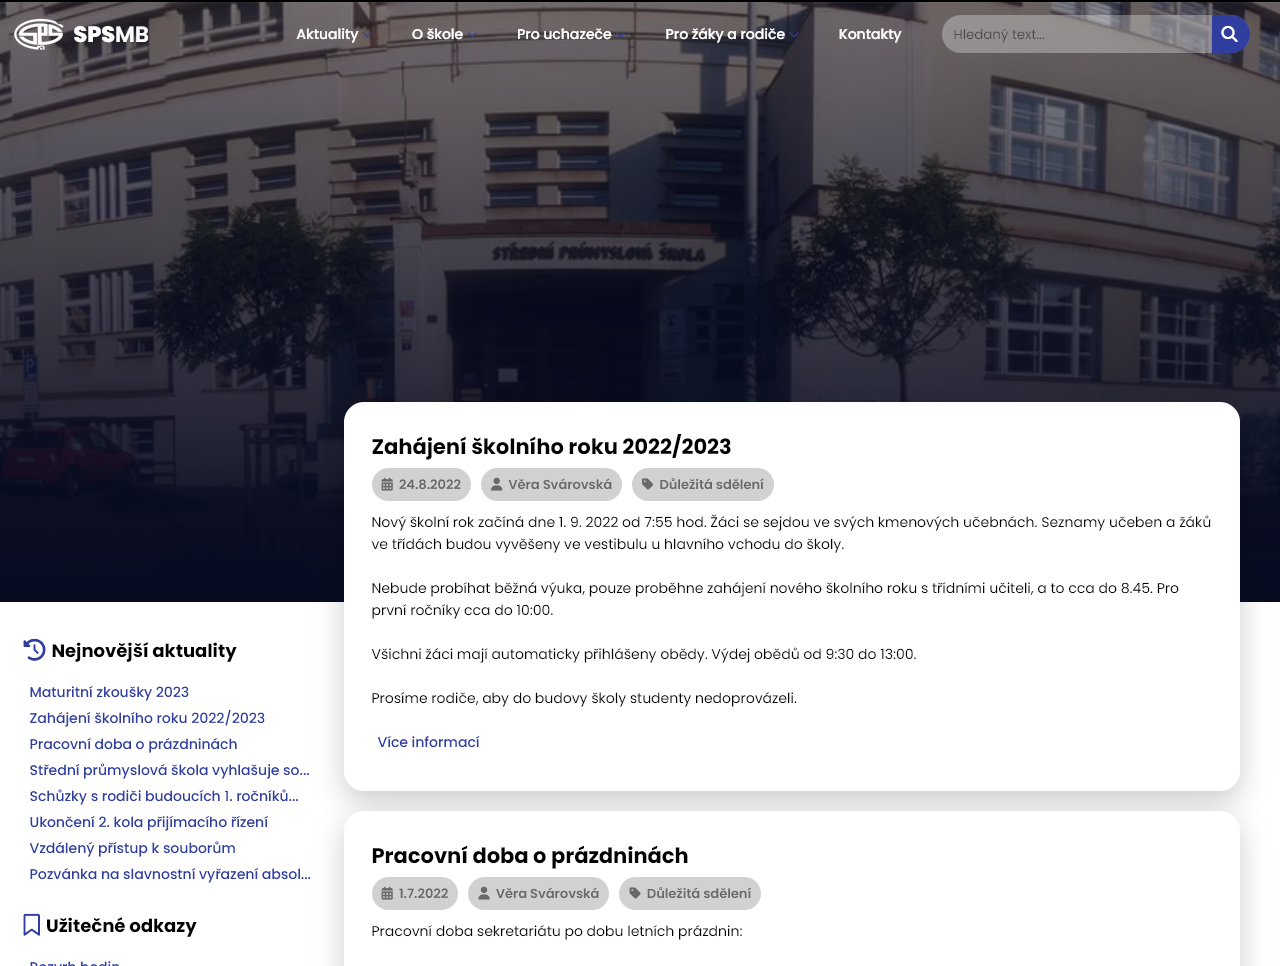 SPSMB
Aktuality
O škole
Pro uchazeče
Pro žáky a rodiče
Kontakty
Hledaný text...
STŘEDNÍ PRŮMYSLOVÁ ŠKOLA
Zahájení školního roku 2022/2023
24.8.2022
Věra Svárovská
Důležitá sdělení
Nový školní rok začíná dne 1. 9. 2022 od 7:55 hod. Žáci se sejdou ve svých kmenových učebnách. Seznamy učeben a žáků
ve třídách budou vyvěšeny ve vestibulu u hlavního vchodu do školy.
Nebude probíhat běžná výuka, pouze proběhne zahájení nového školního roku s třídními učiteli, a to cca do 8.45. Pro
první ročníky cca do 10:00.
Všichni žáci mají automaticky přihlášeny obědy. Výdej obědů od 9:30 do 13:00.
Prosíme rodiče, aby do budovy školy studenty nedoprovázeli.
Více informací
Nejnovější aktuality
Maturitní zkoušky 2023
Zahájení školního roku 2022/2023
Pracovní doba o prázdninách
Střední průmyslová škola vyhlašuje so...
Schůzky s rodiči budoucích 1. ročníků...
Ukončení 2. kola přijímacího řízení
Vzdálený přístup k souborům
Pozvánka na slavnostní vyřazení absol...
Užitečné odkazy
Rozvrh hodin
Pracovní doba o prázdninách
1.7.2022
Věra Svárovská
Důležitá sdělení
Pracovní doba sekretariátu po dobu letních prázdnin: